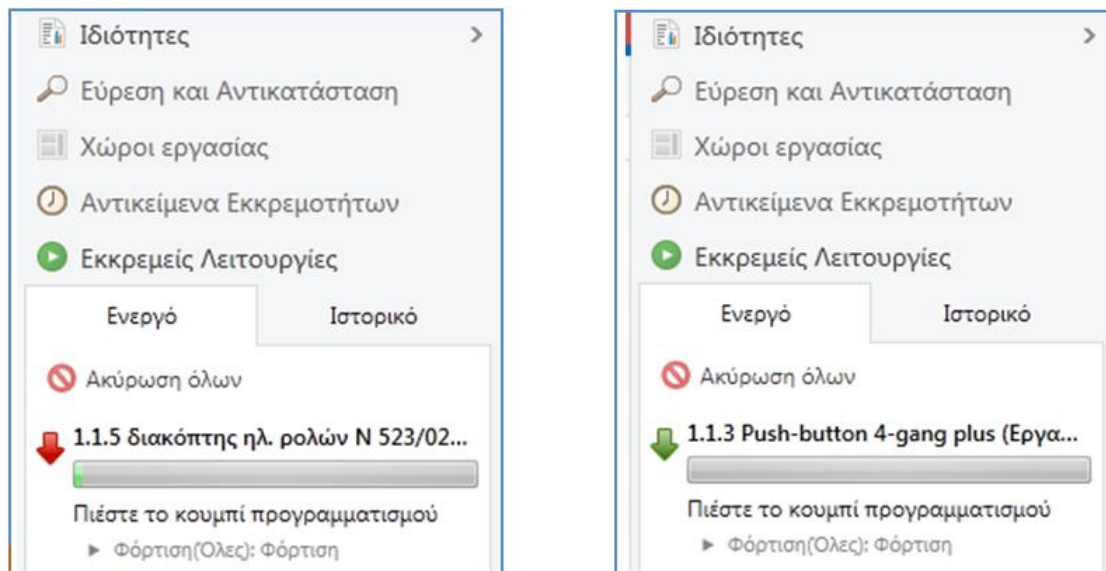 Ιδιότητες
Εύρεση και Αντικατάσταση
Χώροι εργασίας
Αντικείμενα Εκκρεμοτήτων
Εκκρεμείς Λειτουργίες
Ενεργό Ιστορικό
Ακύρωση όλων
1.1.5 διακόπτης ηλ. ρολών N 523/02...
Πιέστε το κουμπί προγραμματισμού
Φόρτιση(Όλες): Φόρτιση
Ιδιότητες
Εύρεση και Αντικατάσταση
Χώροι εργασίας
Αντικείμενα Εκκρεμοτήτων
Εκκρεμείς Λειτουργίες
Ενεργό Ιστορικό
Ακύρωση όλων
1.1.3 Push-button 4-gang plus (Εργα...
Πιέστε το κουμπί προγραμματισμού
Φόρτιση(Όλες): Φόρτιση